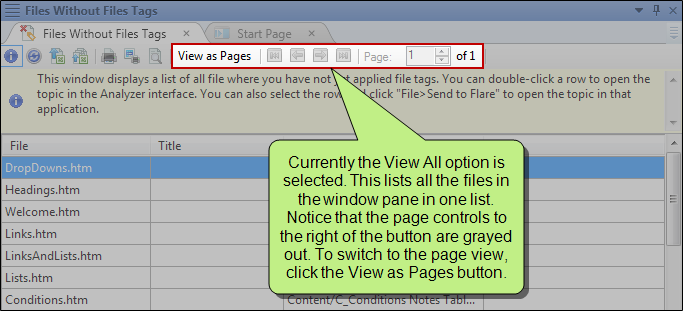 Files Without Files Tags
Files Without Files Tags
Start Page
View as Pages
Page:
1
of 1
This window displays a list of all file where you have not yet applied file tags. You can double-click a row to open
the topic in the Analyzer interface. You can also select the row click "File>Send to Flare" to open the topic in that
application.
File Title
DropDowns.htm
Headings.htm
Welcome.htm
Links.htm
LinksAndLists.htm
Lists.htm
Conditions.htm Content/C_Conditions Notes Tabl...
Currently the View All option is
selected. This lists all the files in
the window pane in one list.
Notice that the page controls to
the right of the button are grayed
out. To switch to the page view,
click the View as Pages button.